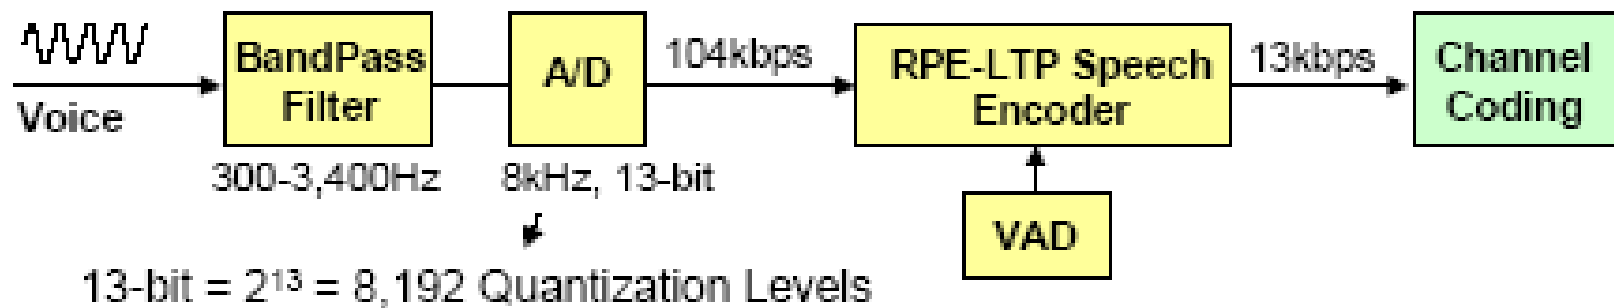 Voice
BandPass
Filter
300-3,400Hz
A/D
8kHz, 13-bit
104kbps
RPE-LTP Speech
Encoder
VAD
13kbps
Channel
Coding
13-bit = 2¹³ = 8,192 Quantization Levels